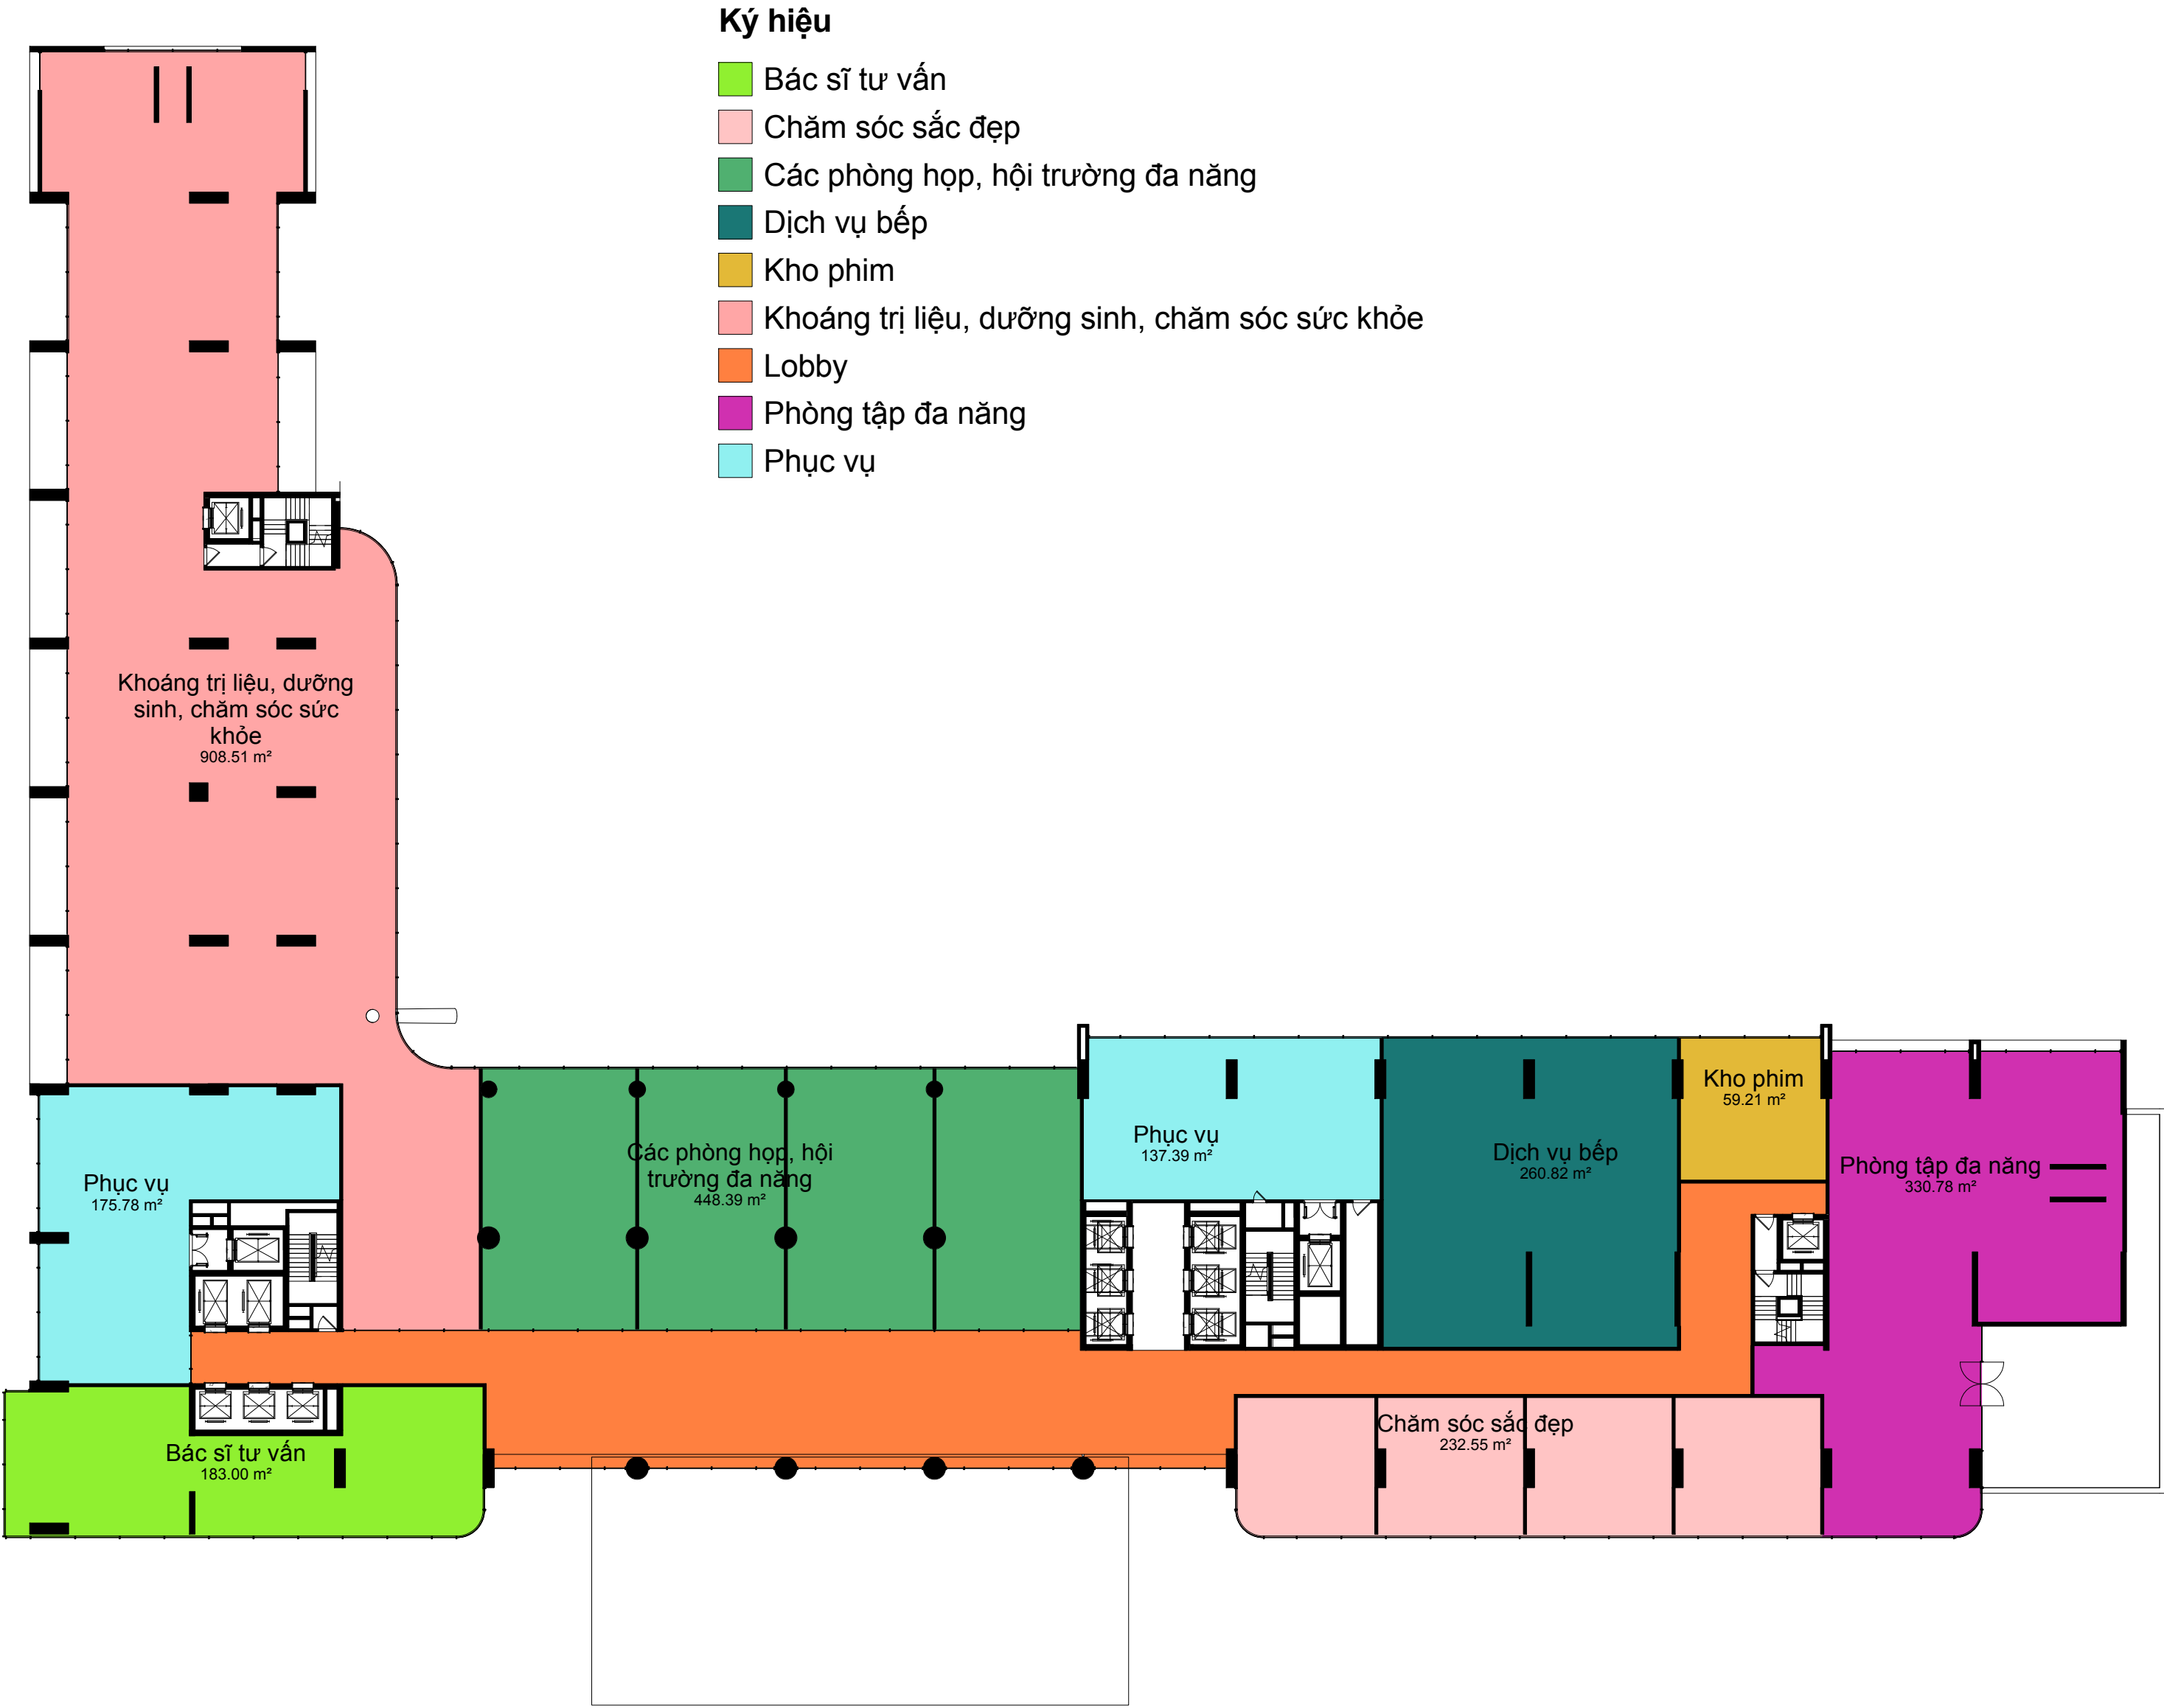 Ký hiệu
Bác sĩ tư vấn
Chăm sóc sắc đẹp
Các phòng họp, hội trường đa năng
Dịch vụ bếp
Kho phim
Khoáng trị liệu, dưỡng sinh, chăm sóc sức khỏe
Lobby
Phòng tập đa năng
Phục vụ
Khoáng trị liệu, dưỡng
sinh, chăm sóc sức
khỏe
908.51 m²
Kho phim
59.21 m²
Phục vụ
137.39 m²
Các phòng họp, hội
trường đa năng
448.39 m²
Dịch vụ bếp
260.82 m²
Phòng tập đa năng
330.78 m²
Phục vụ
175.78 m²
Chăm sóc sắc đẹp
232.55 m²
Bác sĩ tư vấn
183.00 m²